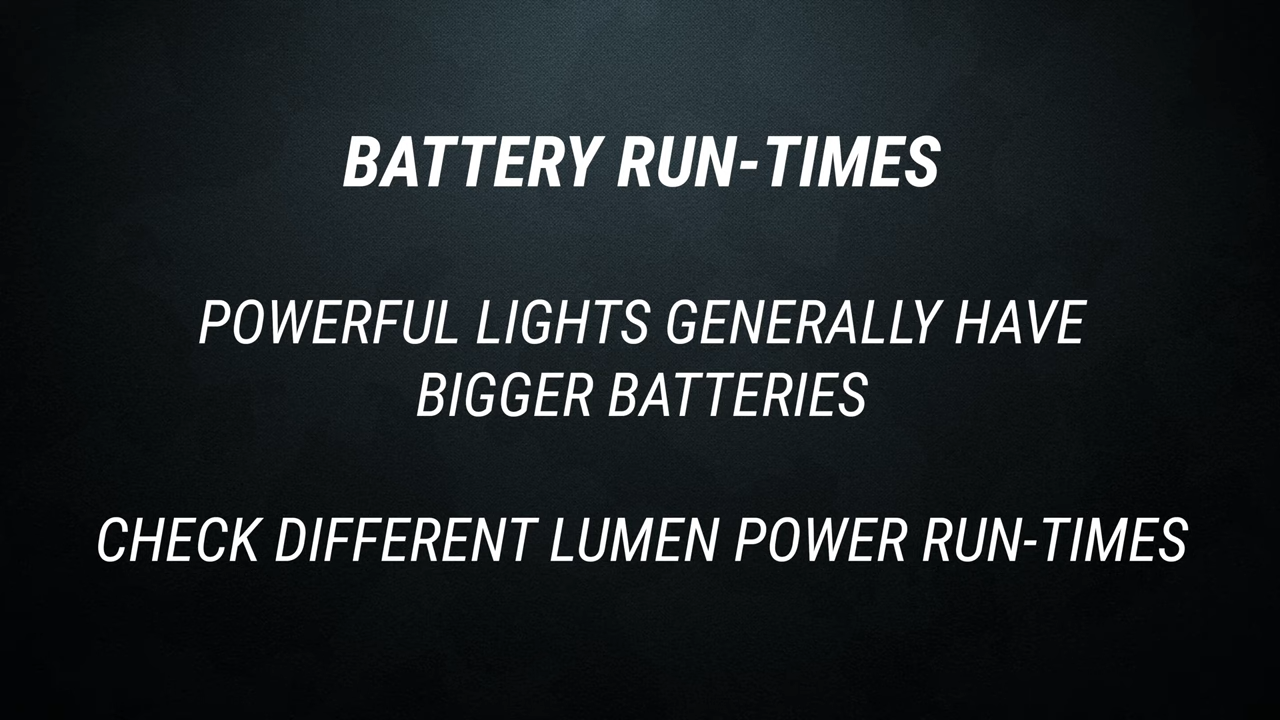 BATTERY RUN-TIMES
POWERFUL LIGHTS GENERALLY HAVE
BIGGER BATTERIES
CHECK DIFFERENT LUMEN POWER RUN-TIMES